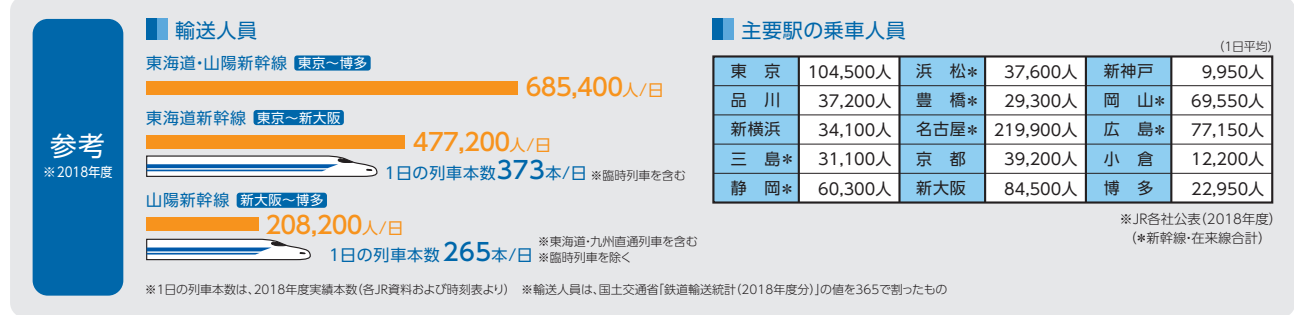 参考
※2018年度
輸送人員
東海道・山陽新幹線 東京〜博多
685,400人/日
東海道新幹線 東京〜新大阪
477,200人/日
1日の列車本数373本/日 ※臨時列車を含む
山陽新幹線 新大阪〜博多
208,200人/日
1日の列車本数265本/日 ※東海道・九州直通列車を含む
※臨時列車を除く
主要駅の乗車人員
(1日平均)
東 京 104,500人 浜 松* 37,600人 新神戸 9,950人
品 川 37,200人 豊 橋* 29,300人 岡 山* 69,550人
新横浜 34,100人 名古屋* 219,900人 広 島* 77,150人
三 島* 31,100人 京 都 39,200人 小 倉 12,200人
静 岡* 60,300人 新大阪 84,500人 博 多 22,950人
※JR各社公表(2018年度)
(*新幹線・在来線合計)
※1日の列車本数は、2018年度実績本数(各JR資料および時刻表より) ※輸送人員は、国土交通省「鉄道輸送統計(2018年度分)」の値を365で割ったもの